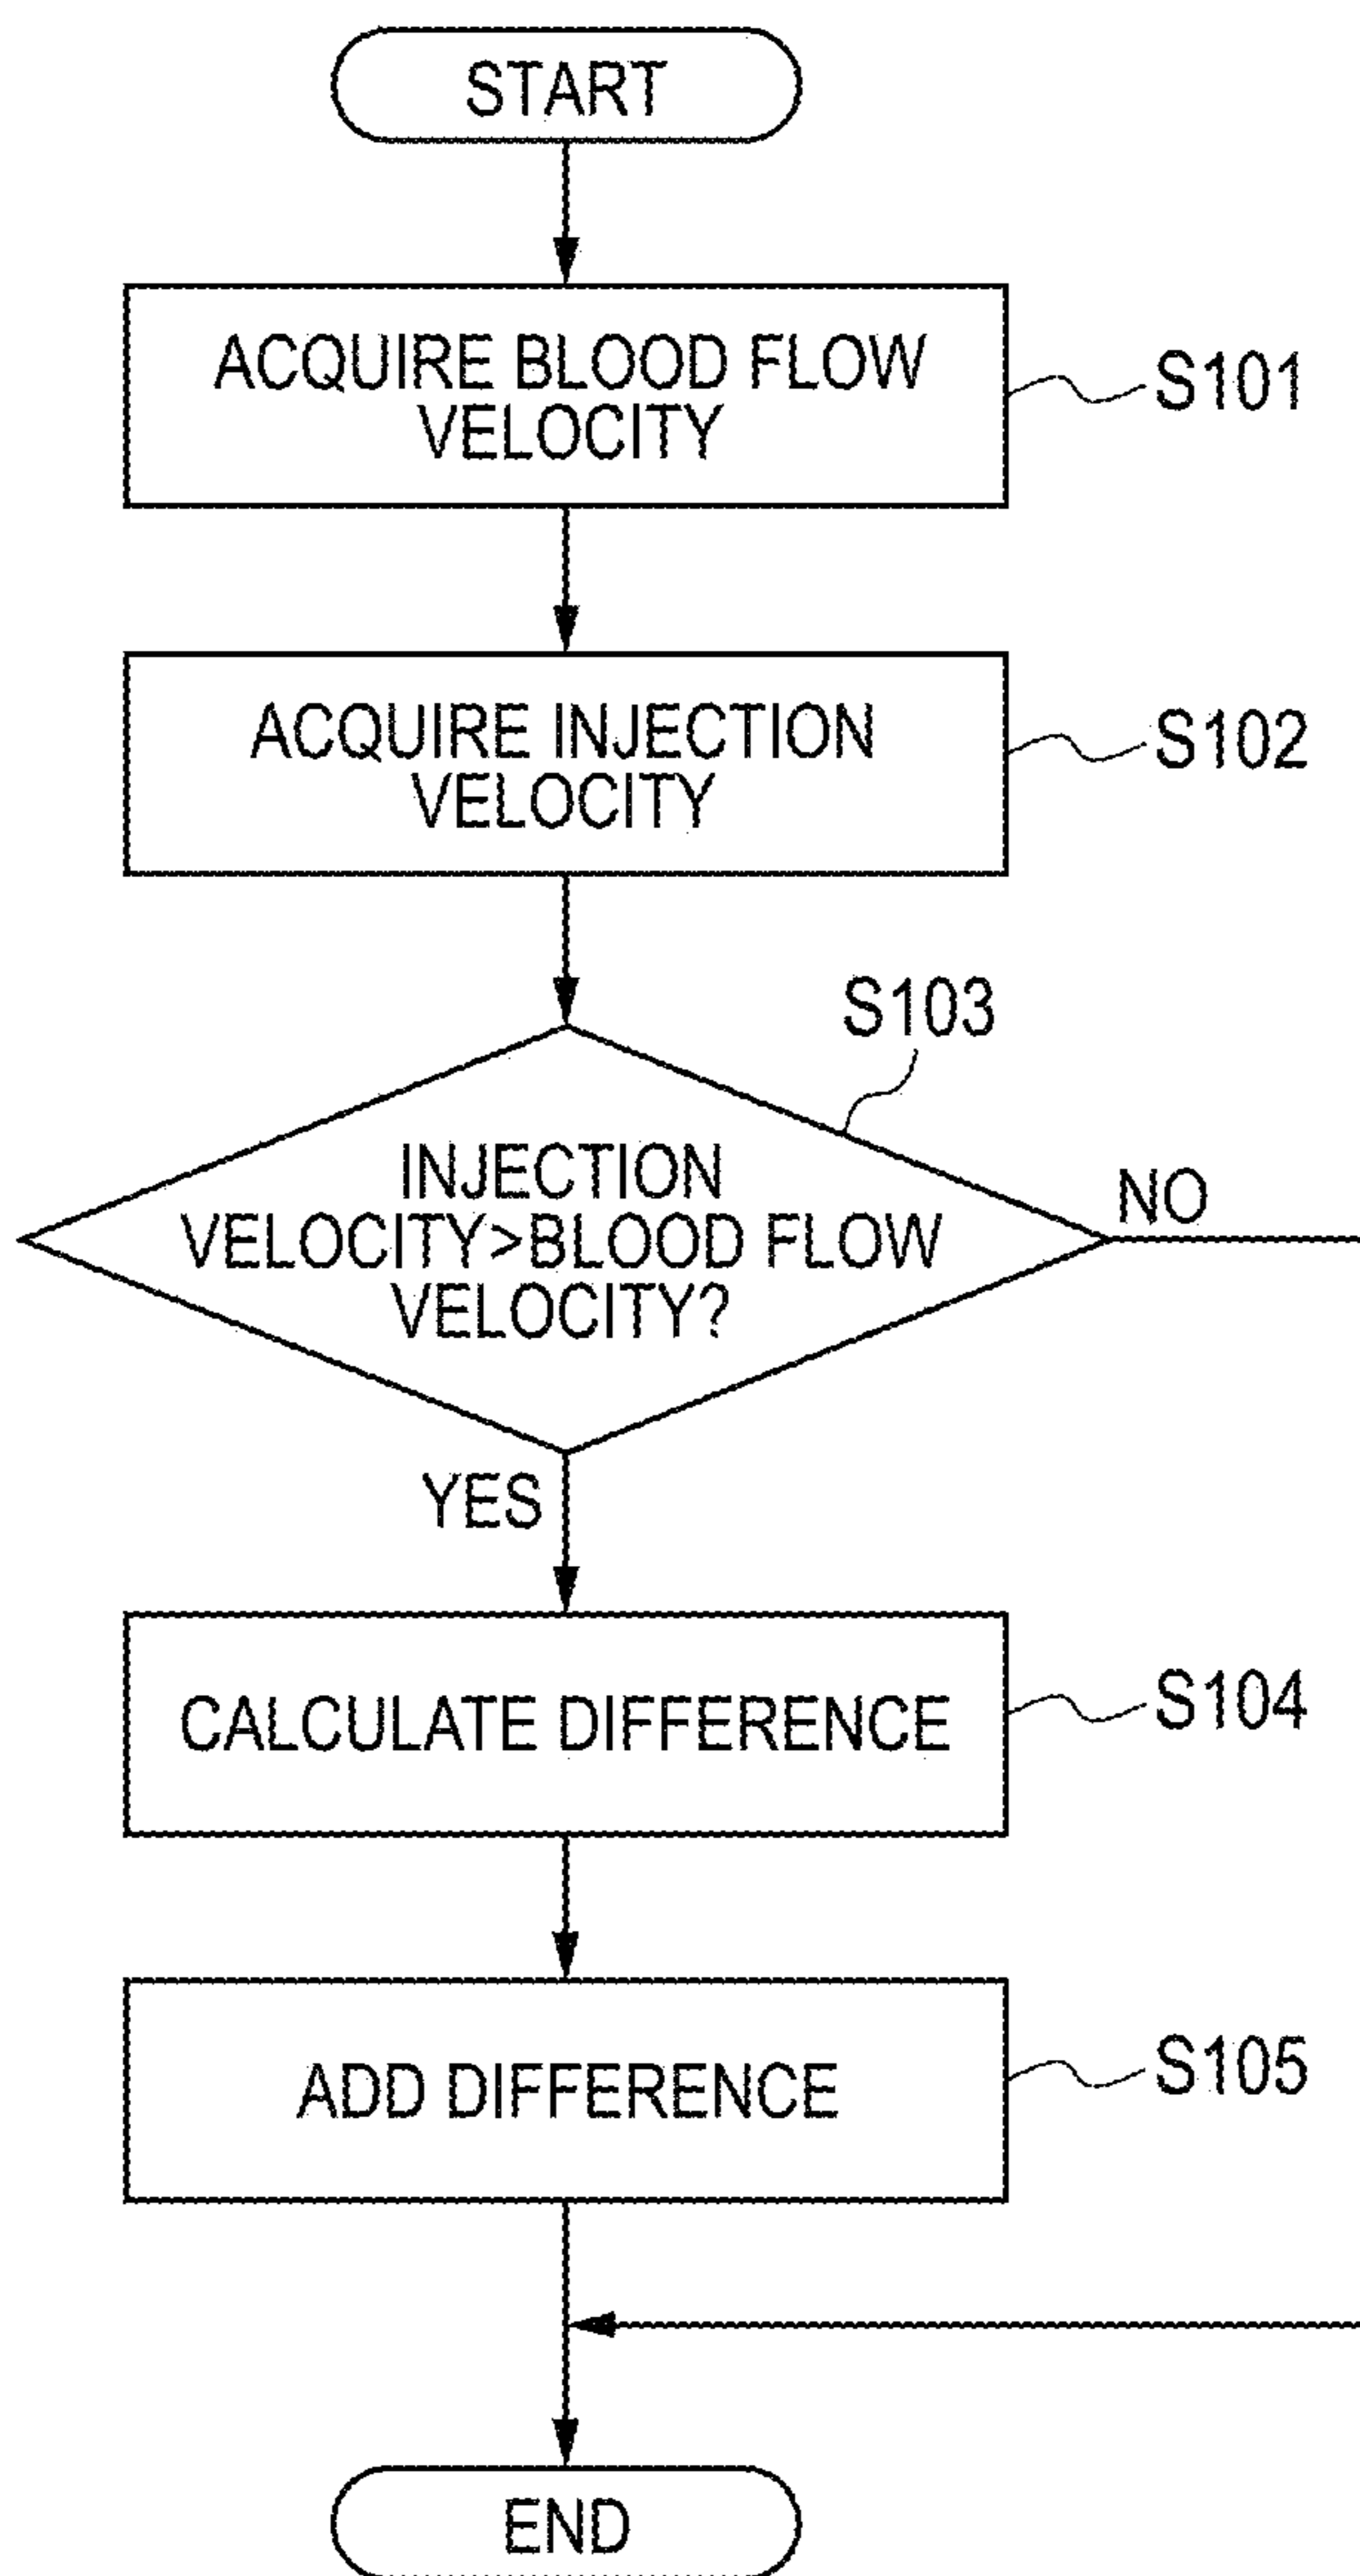 START
ACQUIRE BLOOD FLOW
VELOCITY
S101
ACQUIRE INJECTION
VELOCITY
S102
S103
INJECTION
VELOCITY>BLOOD FLOW
VELOCITY?
NO
YES
CALCULATE DIFFERENCE
S104
ADD DIFFERENCE
S105
END